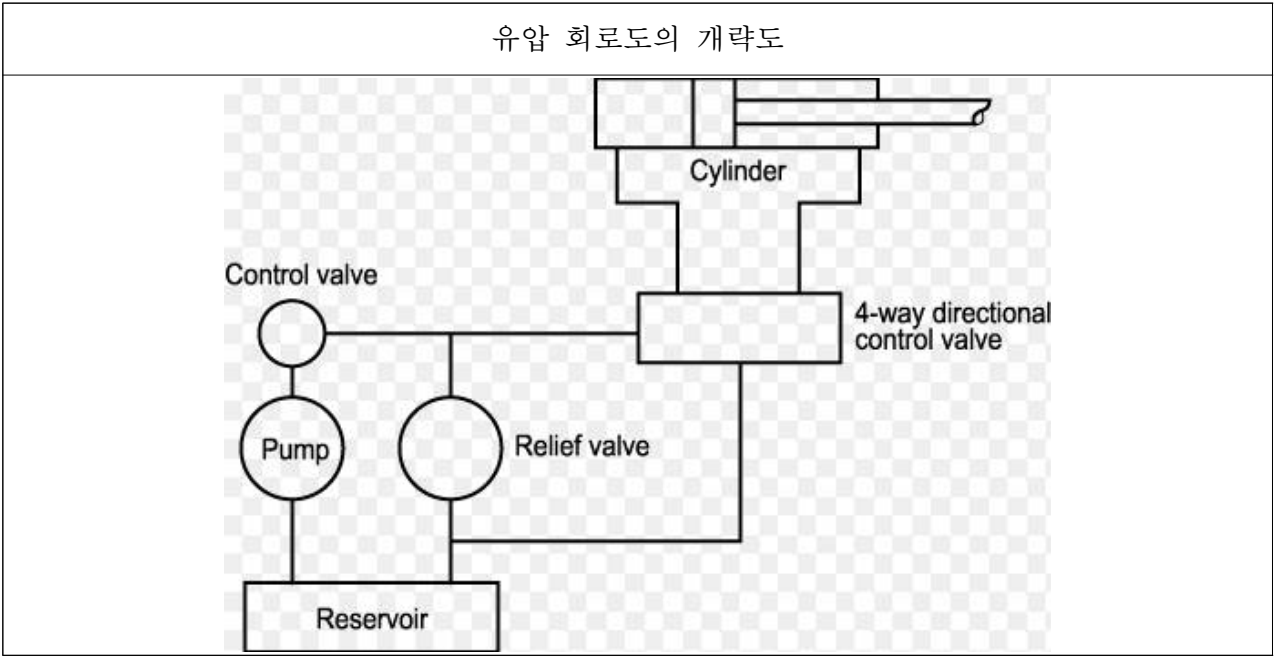 유압 회로도의 개략도
Cylinder
Control valve
4-way directional
control valve
Pump
Relief valve
Reservoir